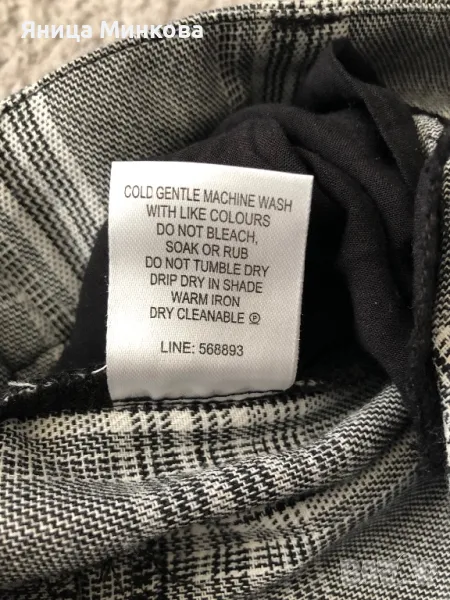 Яница Минкова
COLD GENTLE MACHINE WASH
WITH LIKE COLOURS
DO NOT BLEACH,
SOAK OR RUB
DO NOT TUMBLE DRY
DRIP DRY IN SHADE
WARM IRON
DRY CLEANABLE Ⓟ
LINE: 568893